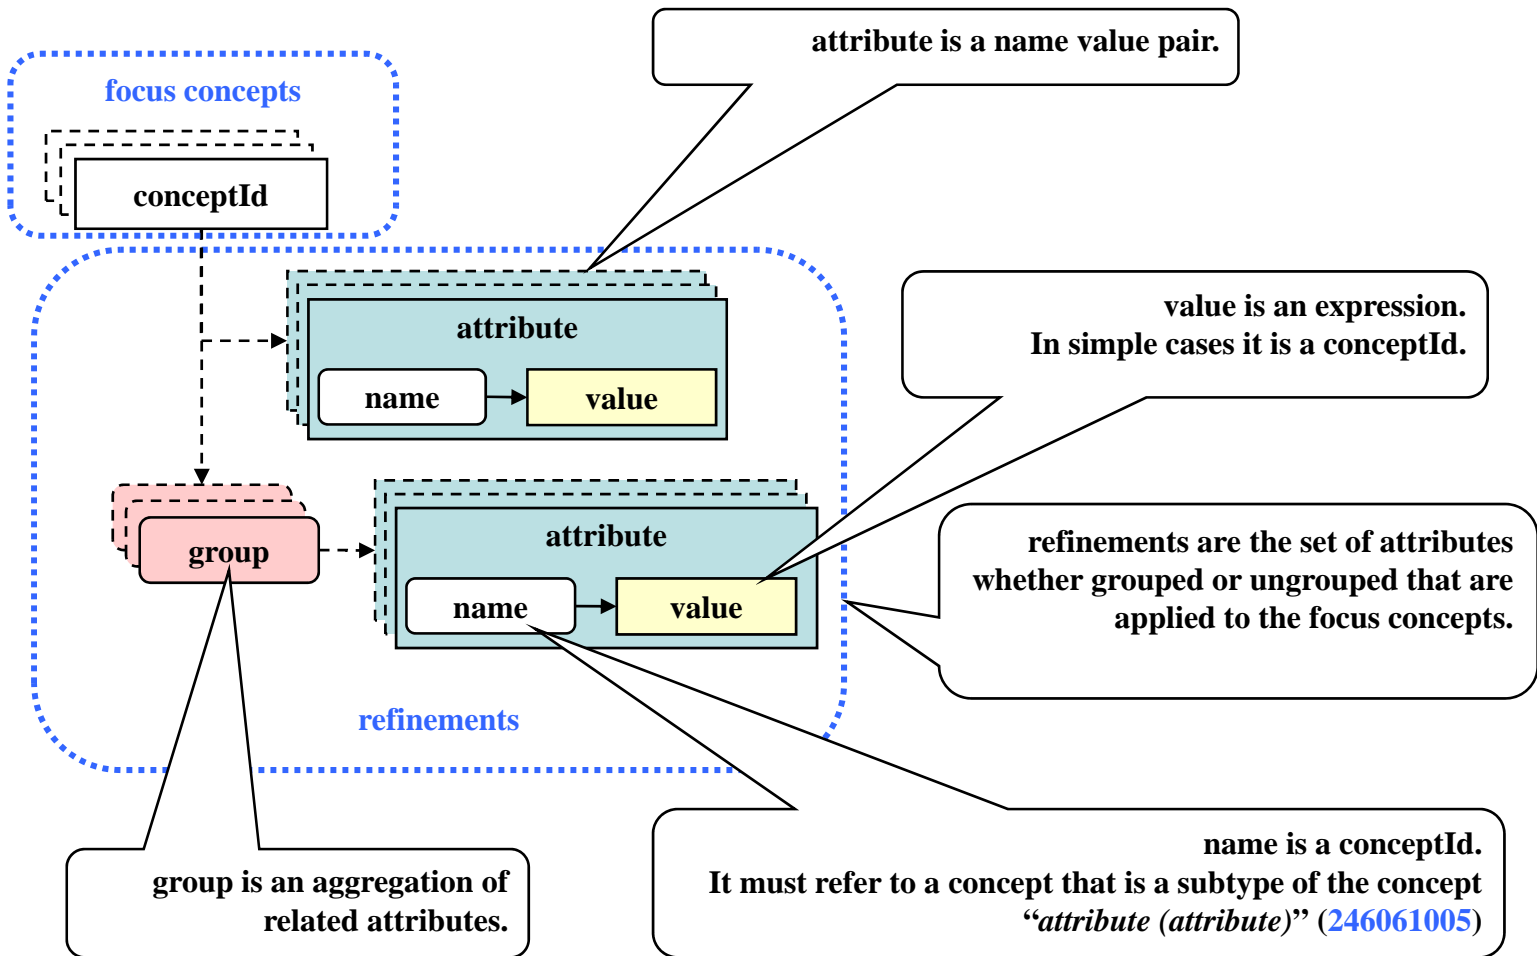 attribute is a name value pair.
focus concepts
conceptId
attribute
name
value
value is an expression.
In simple cases it is a conceptId.
group
attribute
name
value
refinements are the set of attributes
whether grouped or ungrouped that are
applied to the focus concepts.
refinements
group is an aggregation of
related attributes.
name is a conceptId.
It must refer to a concept that is a subtype of the concept
“attribute (attribute)” (246061005)